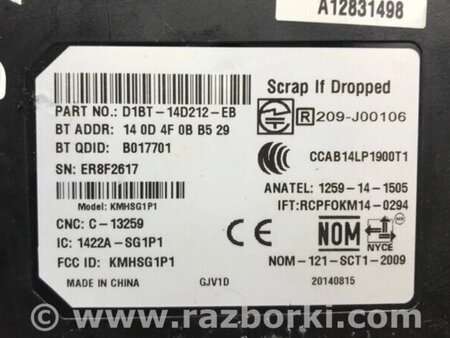 A12831498
Scrap If Dropped
PART NO.: D1BT-14D212-EB
R 209-J00106
BT ADDR: 14 0D 4F 0B B5 29
BT QDID: B017701
CCAB14LP1900T1
SN: ER8F2617
ANATEL: 1259-14-1505
Model: KMHSG1P1
IFT:RCPFOKM14-0294
CNC: C-13259
CE
NOM
NYCE
IC: 1422A-SG1P1
NOM-121-SCT1-2009
FCC ID: KMHSG1P1
MADE IN CHINA
GJV1D
20140815
www.razborki.com